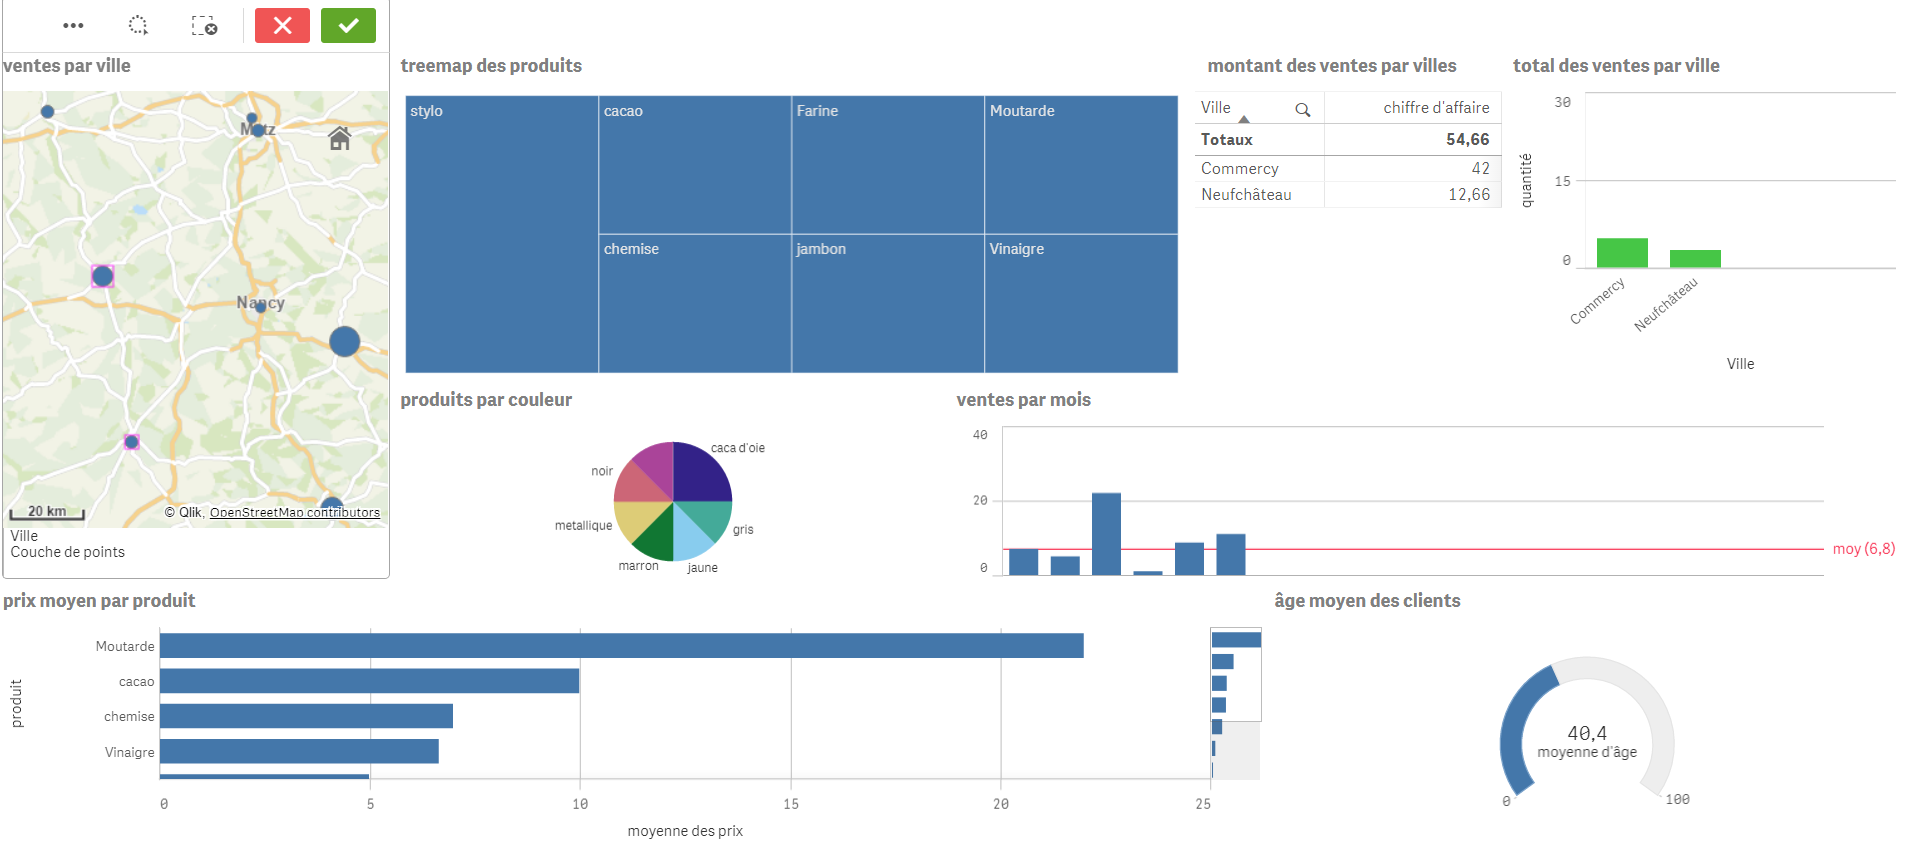 ventes par ville
Metz
Nancy
20 km
© Qlik, OpenStreetMap contributors
Ville
Couche de points
treemap des produits
stylo
cacao
Farine
Moutarde
chemise
jambon
Vinaigre
montant des ventes par villes
Ville chiffre d'affaire
Totaux 54,66
Commercy 42
Neufchâteau 12,66
total des ventes par ville
quantité
30
15
0
Commercy
Neufchâteau
Ville
produits par couleur
caca d'oie
noir
metallique
gris
marron
jaune
ventes par mois
40
20
0
moy (6,8)
prix moyen par produit
produit
Moutarde
cacao
chemise
Vinaigre
0 5 10 15 20 25
moyenne des prix
âge moyen des clients
40,4
moyenne d'âge
0
100